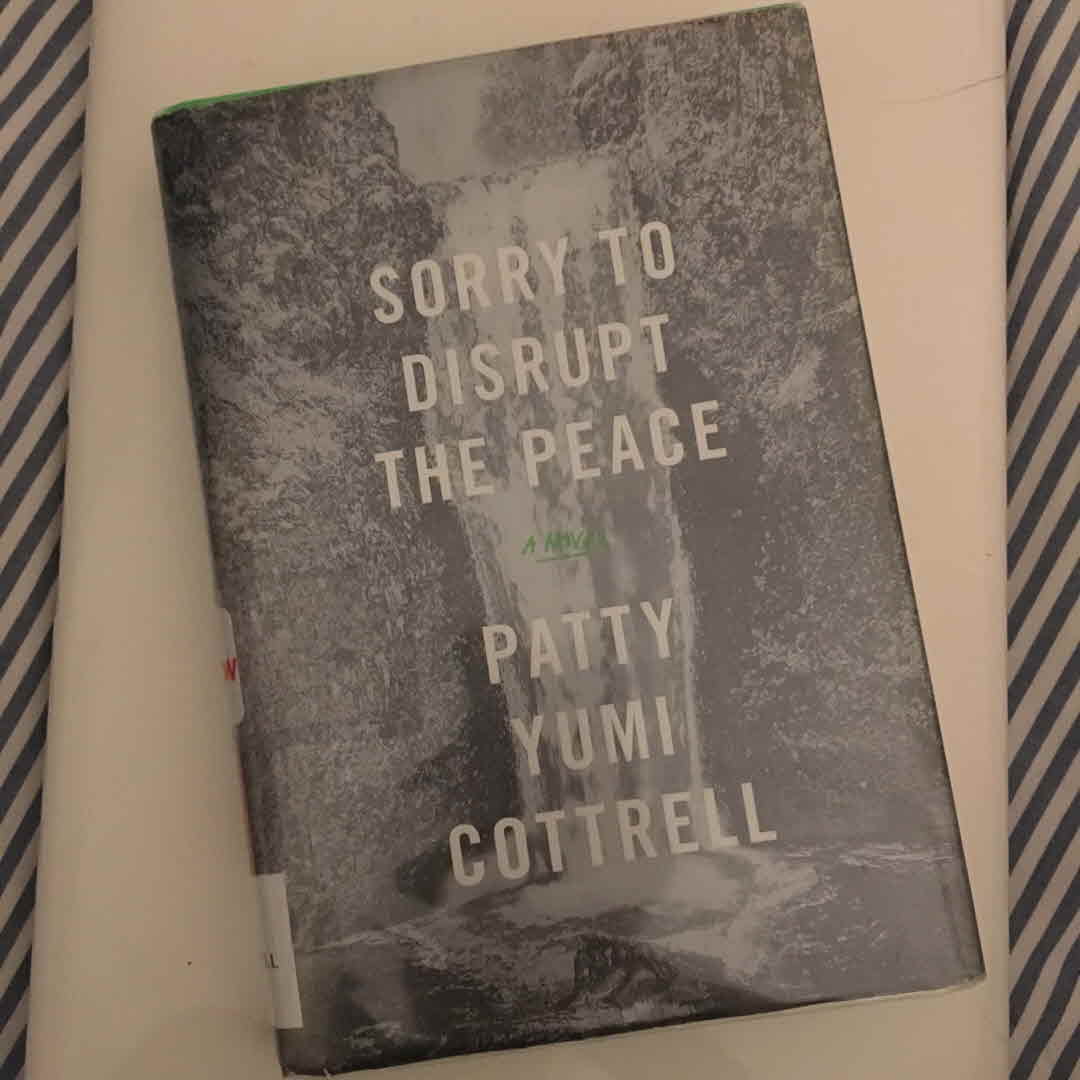 SORRY TO
DISRUPT
THE PEACE
A NOVEL
PATTY
YUMI
COTTRELL